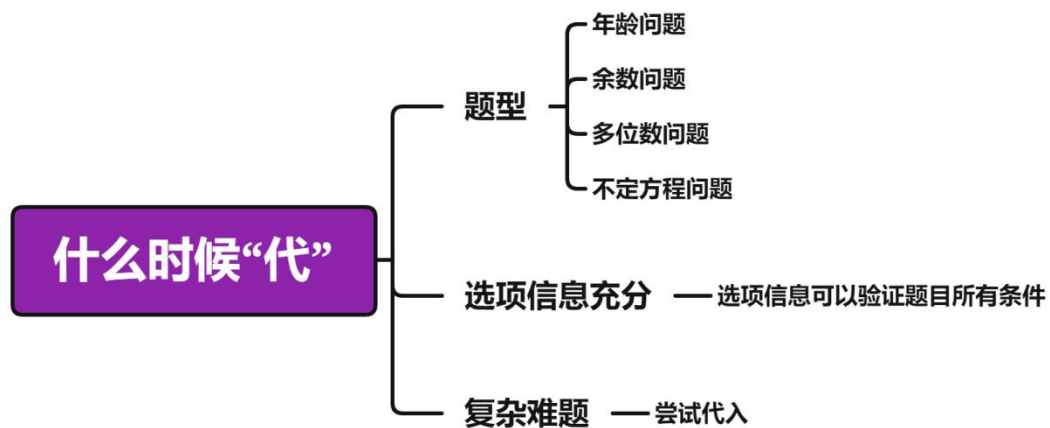 什么时候“代”
题型
年龄问题
余数问题
多位数问题
不定方程问题
选项信息充分
选项信息可以验证题目所有条件
复杂难题
尝试代入